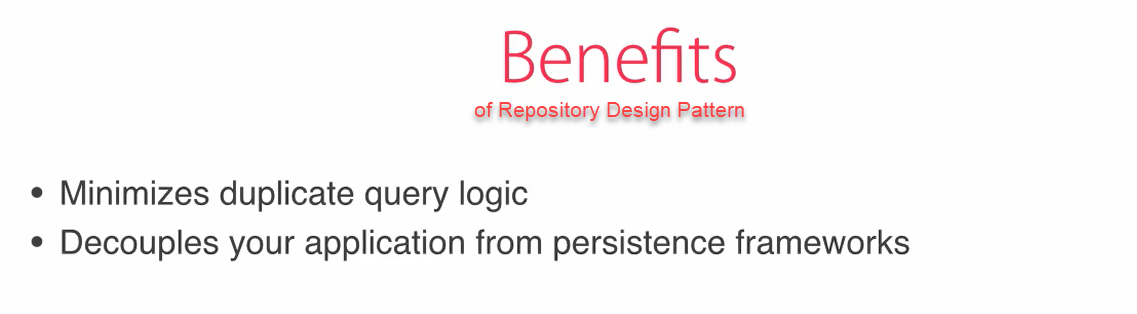 Benefits
of Repository Design Pattern
• Minimizes duplicate query logic
• Decouples your application from persistence frameworks